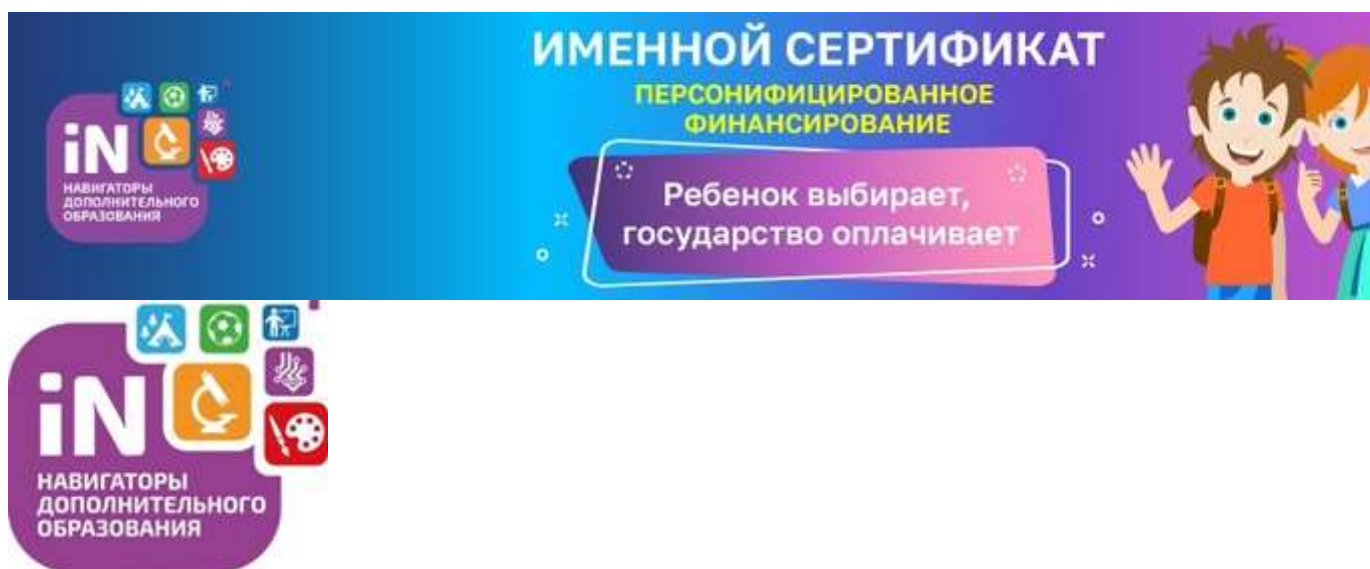 ИМЕННОЙ СЕРТИФИКАТ
ПЕРСОНИФИЦИРОВАННОЕ
ФИНАНСИРОВАНИЕ
Ребенок выбирает,
государство оплачивает
iN
НАВИГАТОРЫ
ДОПОЛНИТЕЛЬНОГО
ОБРАЗОВАНИЯ
iN
НАВИГАТОРЫ
ДОПОЛНИТЕЛЬНОГО
ОБРАЗОВАНИЯ